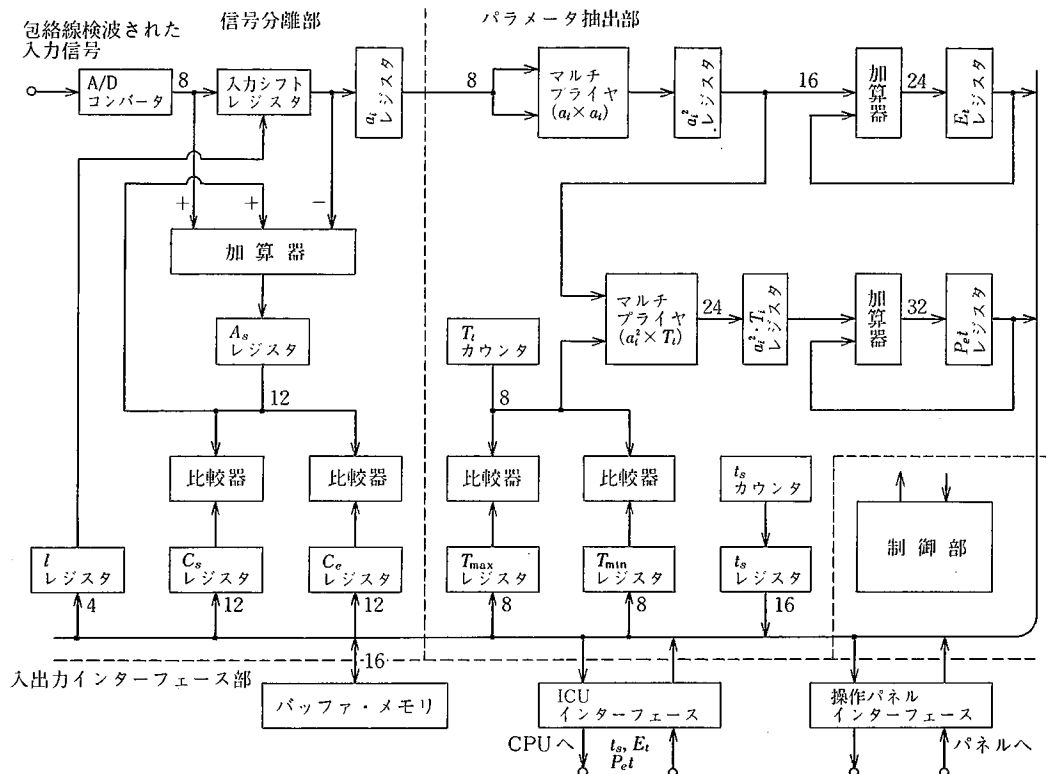 包絡線検波された
入力信号
信号分離部
パラメータ抽出部
A/D
コンバータ
8
入力シフト
レジスタ
a_i
レジスタ
8
マルチ
プライヤ
(a_i×a_i)
a_i^2
レジスタ
16
加算器
24
E_t
レジスタ
+
+
−
加算器
A_s
レジスタ
12
T_i
カウンタ
8
マルチ
プライヤ
(a_i^2×T_i)
24
a_i^2・T_i
レジスタ
加算器
32
P_et
レジスタ
比較器
比較器
比較器
比較器
t_s
カウンタ
制御部
l
レジスタ
4
C_s
レジスタ
12
C_e
レジスタ
12
T_max
レジスタ
8
T_min
レジスタ
8
t_s
レジスタ
16
入出力インターフェース部
16
バッファ・メモリ
ICU
インターフェース
操作パネル
インターフェース
CPUへ
t_s, E_t
P_et
パネルへ